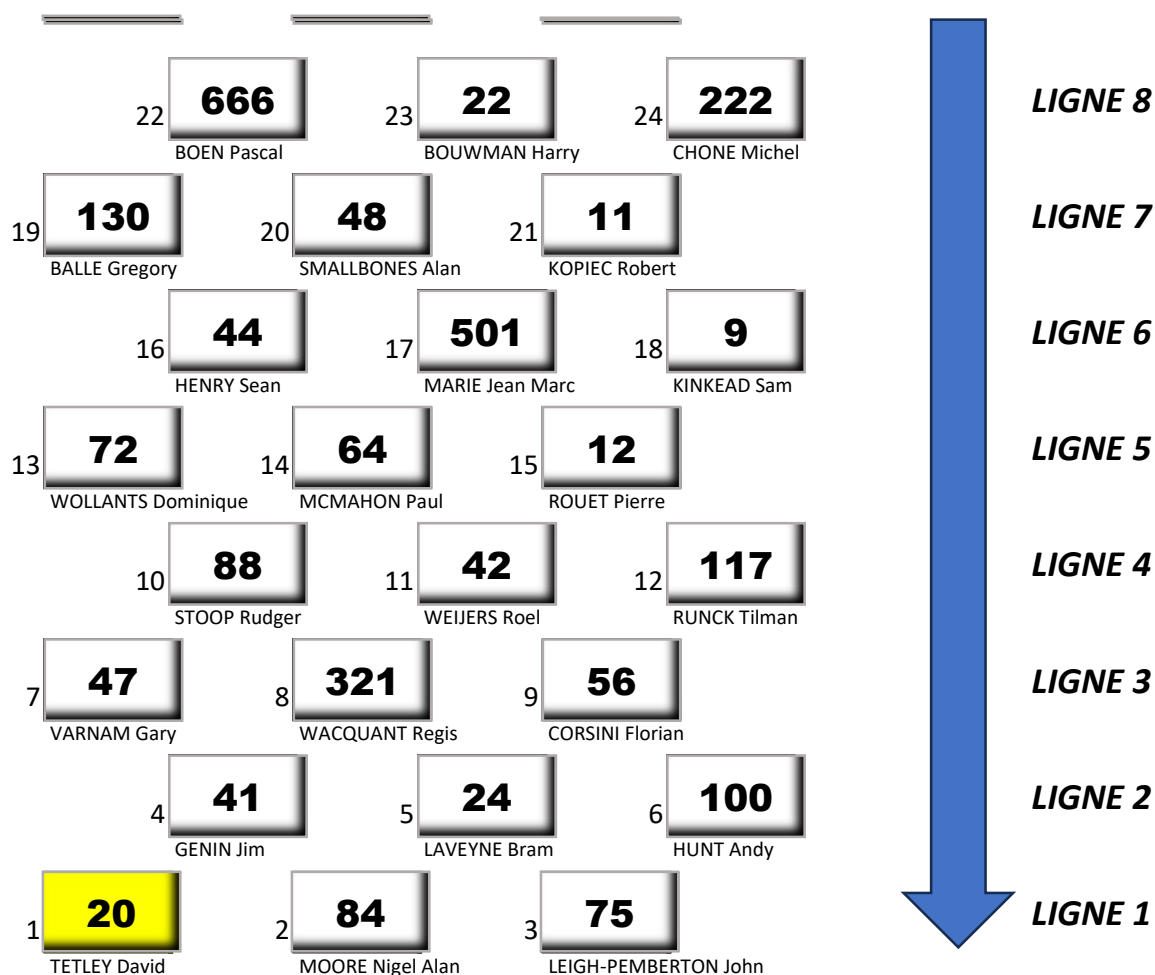 22 666 23 22 24 222 LIGNE 8
BOEN Pascal BOUWMAN Harry CHONE Michel
19 130 20 48 21 11 LIGNE 7
BALLE Gregory SMALLBONES Alan KOPIEC Robert
16 44 17 501 18 9 LIGNE 6
HENRY Sean MARIE Jean Marc KINKEAD Sam
13 72 14 64 15 12 LIGNE 5
WOLLANTS Dominique MCMAHON Paul ROUET Pierre
10 88 11 42 12 117 LIGNE 4
STOOP Rudger WEIJERS Roel RUNCK Tilman
7 47 8 321 9 56 LIGNE 3
VARNAM Gary WACQUANT Regis CORSINI Florian
4 41 5 24 6 100 LIGNE 2
GENIN Jim LAVEYNE Bram HUNT Andy
1 20 2 84 3 75 LIGNE 1
TETLEY David MOORE Nigel Alan LEIGH-PEMBERTON John